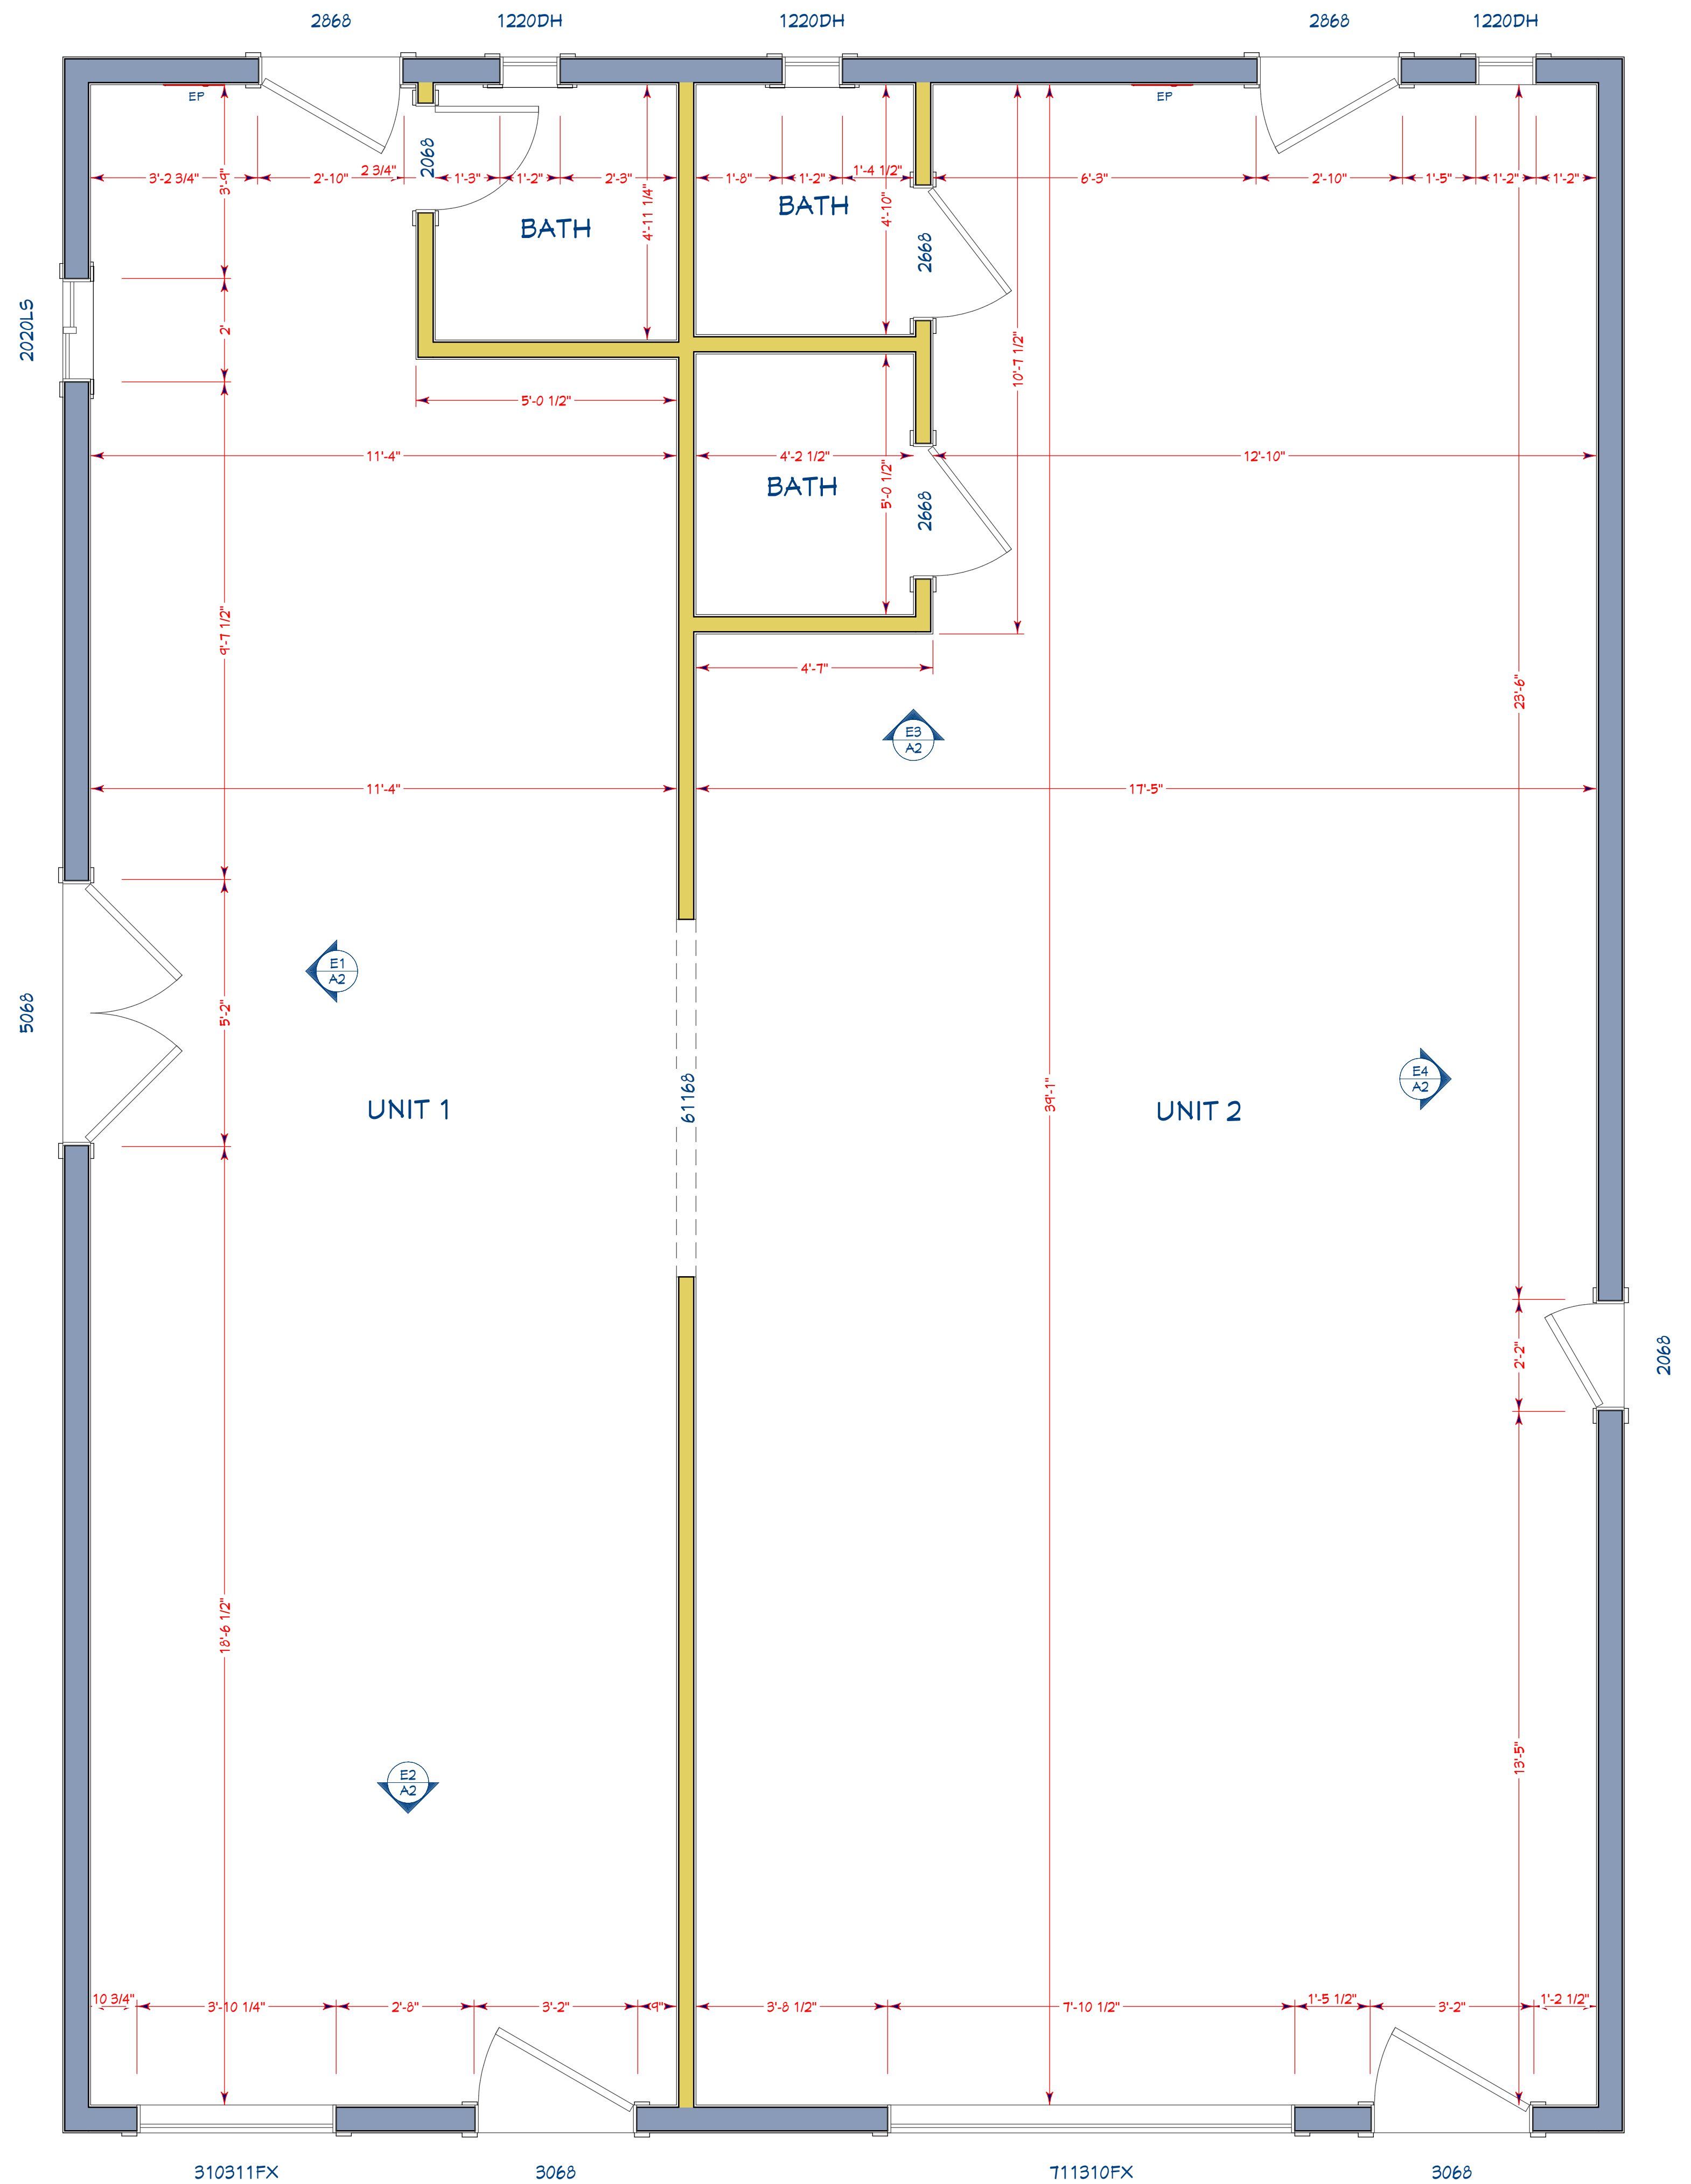 2868
1220DH
1220DH
2868
1220DH
EP
EP
3'-2 3/4"
3'-9"
2'-10"
2 3/4"
2068
1'-3"
1'-2"
2'-3"
4'-11 1/4"
1'-8"
1'-2"
1'-4 1/2"
4'-10"
6'-3"
2'-10"
1'-5"
1'-2"
1'-2"
BATH
BATH
2668
2020LS
2'
10'-7 1/2"
5'-0 1/2"
11'-4"
4'-2 1/2"
12'-10"
BATH
5'-0 1/2"
2668
9'-7 1/2"
4'-7"
23'-6"
E3
A2
11'-4"
17'-5"
E1
A2
5068
5'-2"
E4
A2
61168
39'-1"
UNIT 1
UNIT 2
2'-2"
2068
18'-6 1/2"
13'-5"
E2
A2
10 3/4"
3'-10 1/4"
2'-8"
3'-2"
9"
3'-8 1/2"
7'-10 1/2"
1'-5 1/2"
3'-2"
1'-2 1/2"
310311FX
3068
711310FX
3068